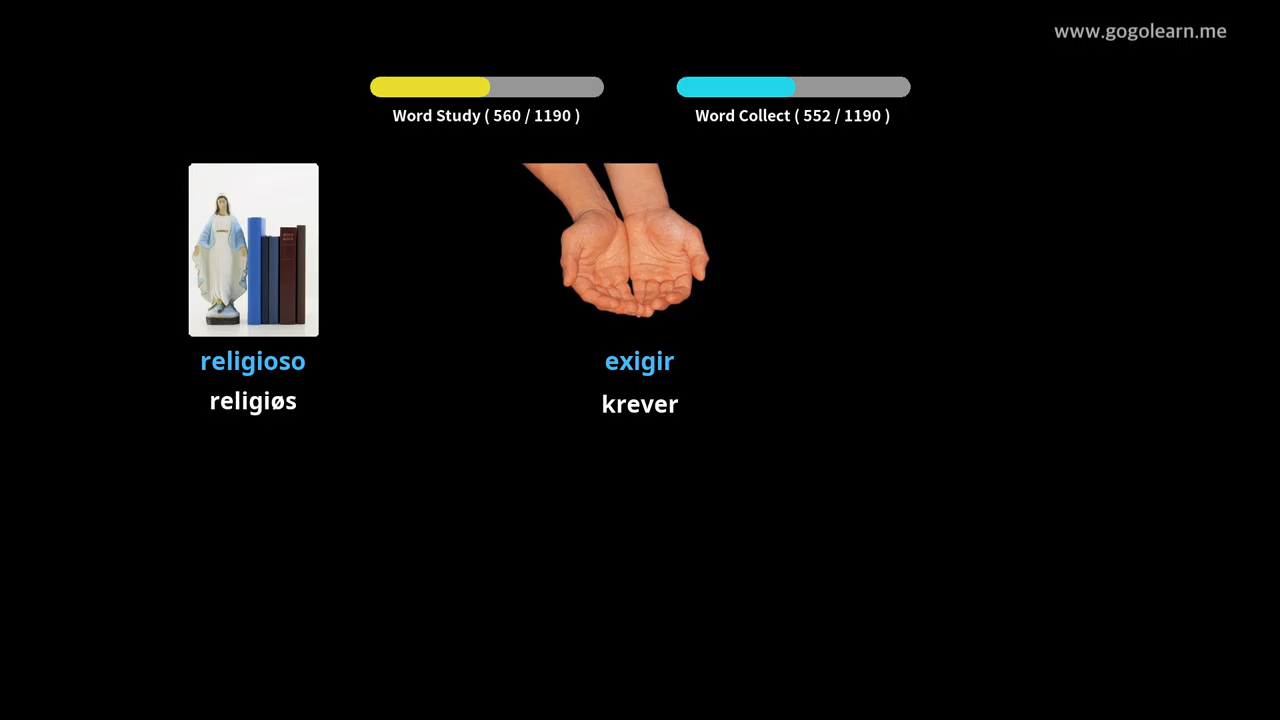 www.gogolearn.me
Word Study ( 560 / 1190 )
Word Collect ( 552 / 1190 )
religioso
religiøs
exigir
krever